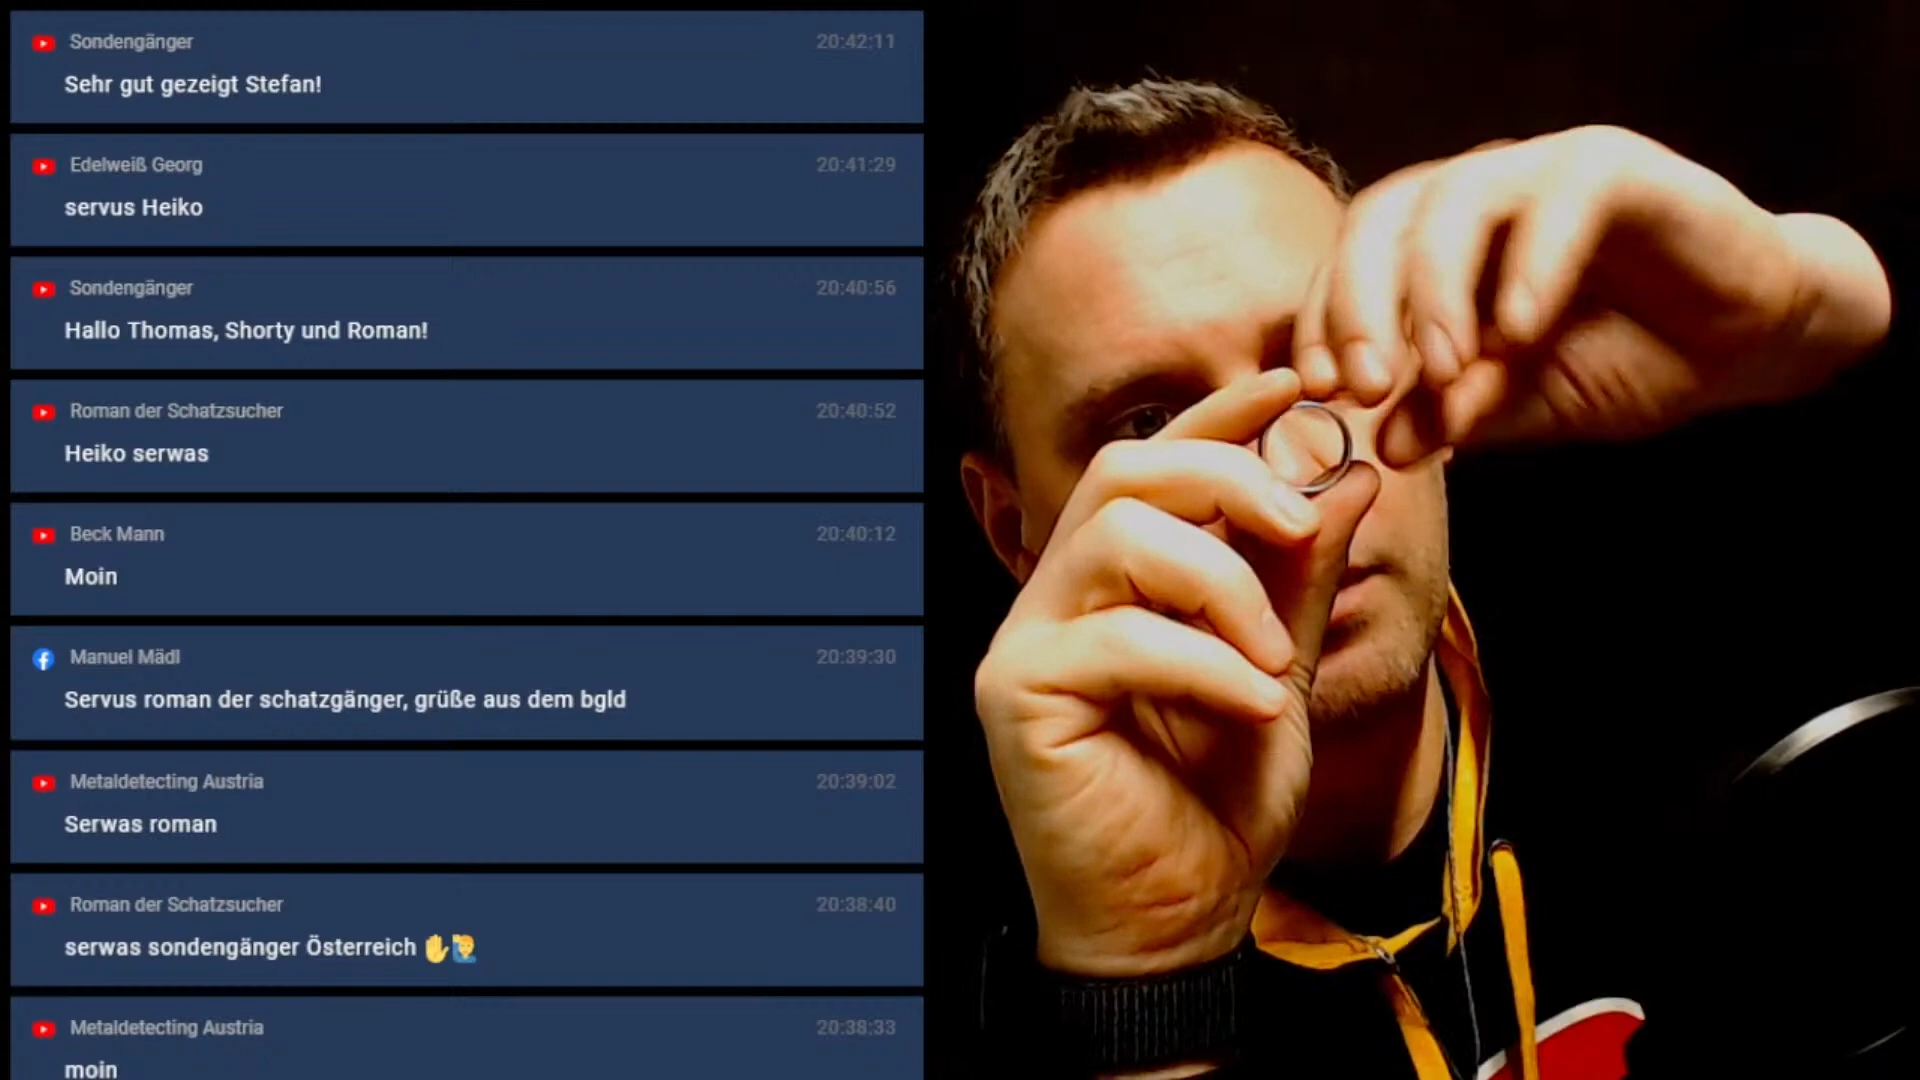 Sondengänger 20:42:11
Sehr gut gezeigt Stefan!
Edelweiß Georg 20:41:29
servus Heiko
Sondengänger 20:40:56
Hallo Thomas, Shorty und Roman!
Roman der Schatzsucher 20:40:52
Heiko serwas
Beck Mann 20:40:12
Moin
Manuel Mädl 20:39:30
Servus roman der schatzgänger, grüße aus dem bgld
Metaldetecting Austria 20:39:02
Serwas roman
Roman der Schatzsucher 20:38:40
serwas sondengänger Österreich ✋🙋‍♂️
Metaldetecting Austria 20:38:33
moin